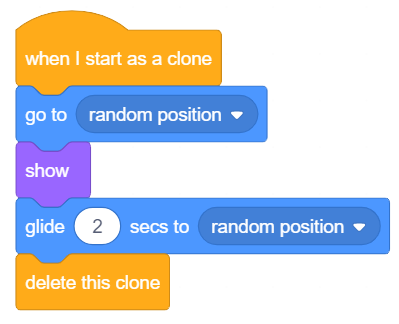 when I start as a clone
go to random position
show
glide 2 secs to random position
delete this clone